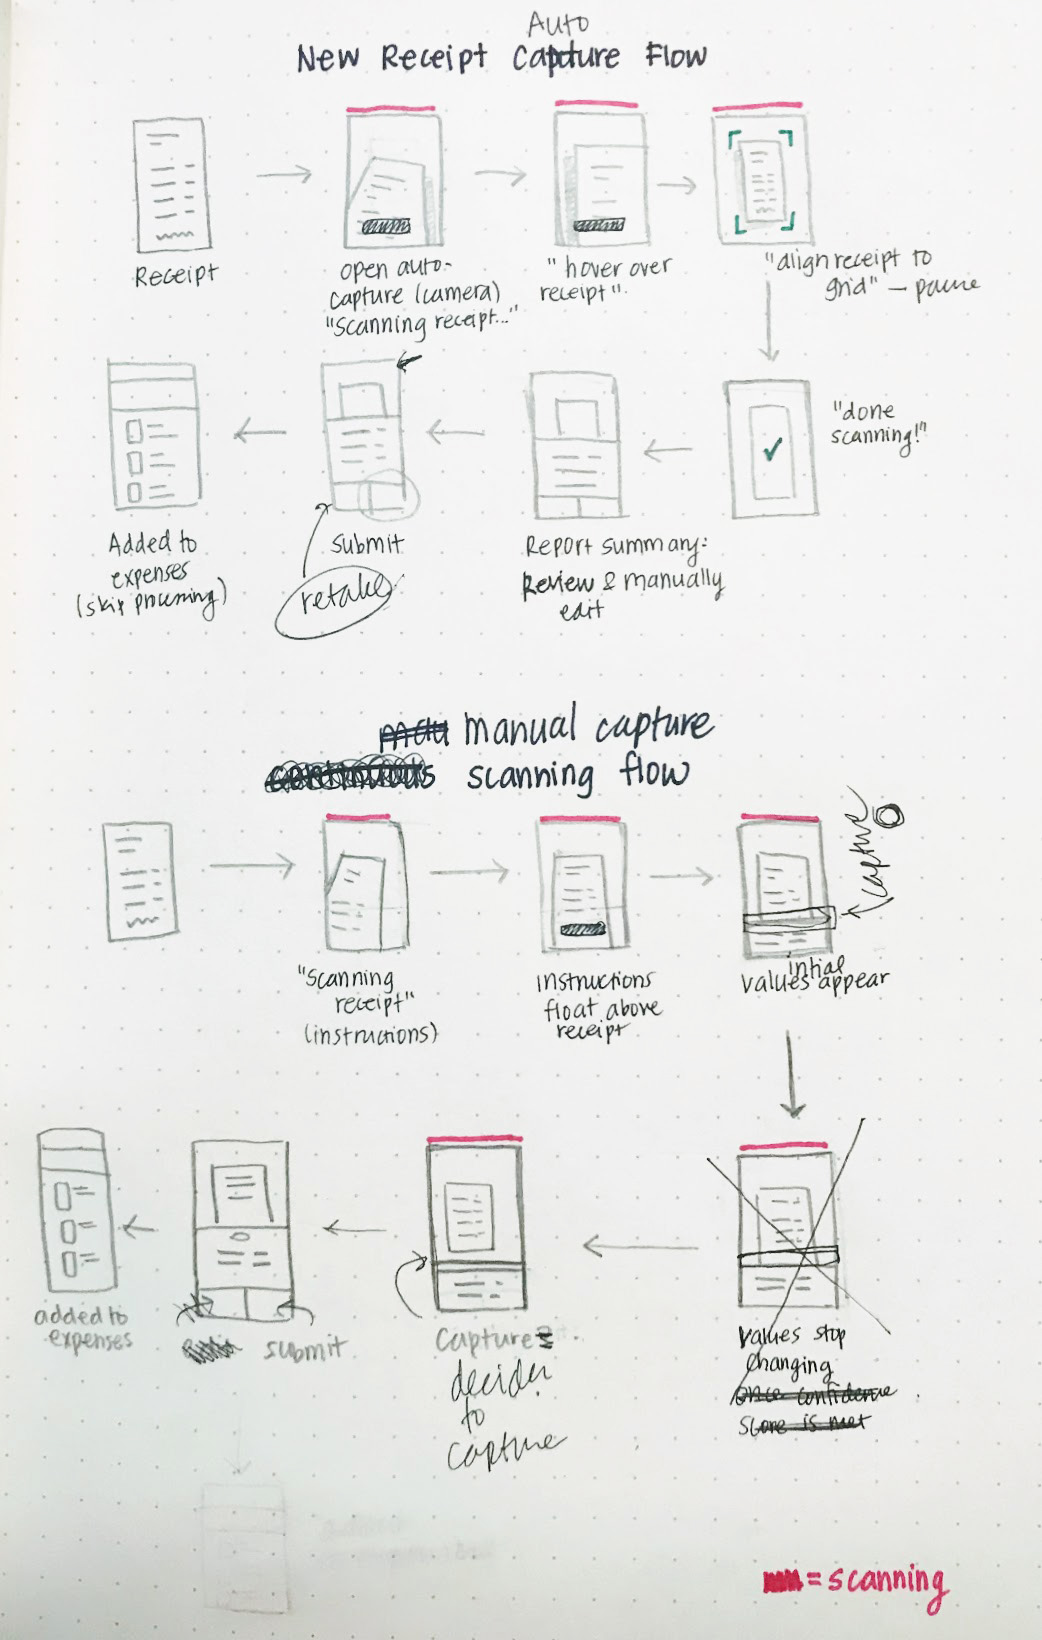 Auto
New Receipt Capture Flow
Receipt
open auto-
capture (camera)
"Scanning receipt..."
"hover over
receipt".
"align receipt to
grid" — pause
"done
scanning!"
Report summary:
Review & manually
edit
submit
retake
Added to
expenses
(skip processing)
manual capture
continuous scanning flow
"Scanning
receipt"
(instructions)
instructions
float above
receipt
capture
intial
values appear
values stop
changing
once confidence
score is met
Capture
decides
to
capture
submit
added to
expenses
= scanning